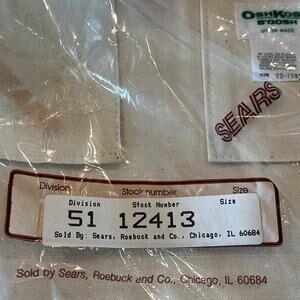 OSHKOSH
B'GOSH
UNION MADE
SEARS
Division Stock number Size
Division Stock Number Size
51 12413
Sold By: Sears, Roebuck and Co., Chicago, IL 60684
Sold by Sears, Roebuck and Co., Chicago, IL 60684